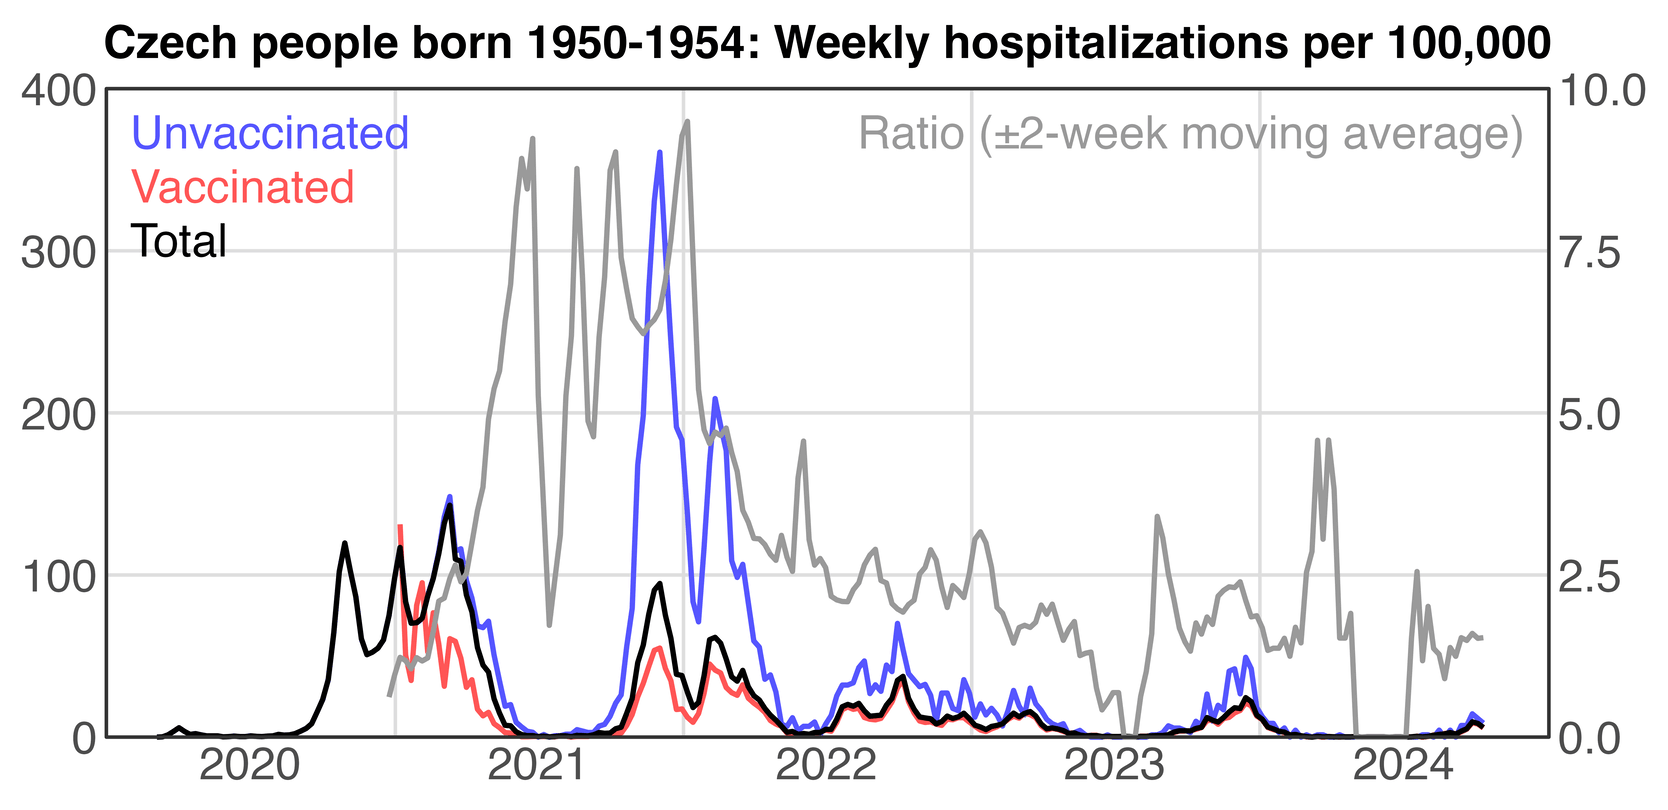 Czech people born 1950-1954: Weekly hospitalizations per 100,000
400
300
200
100
0
Unvaccinated
Vaccinated
Total
Ratio (±2-week moving average)
10.0
7.5
5.0
2.5
0.0
2020 2021 2022 2023 2024